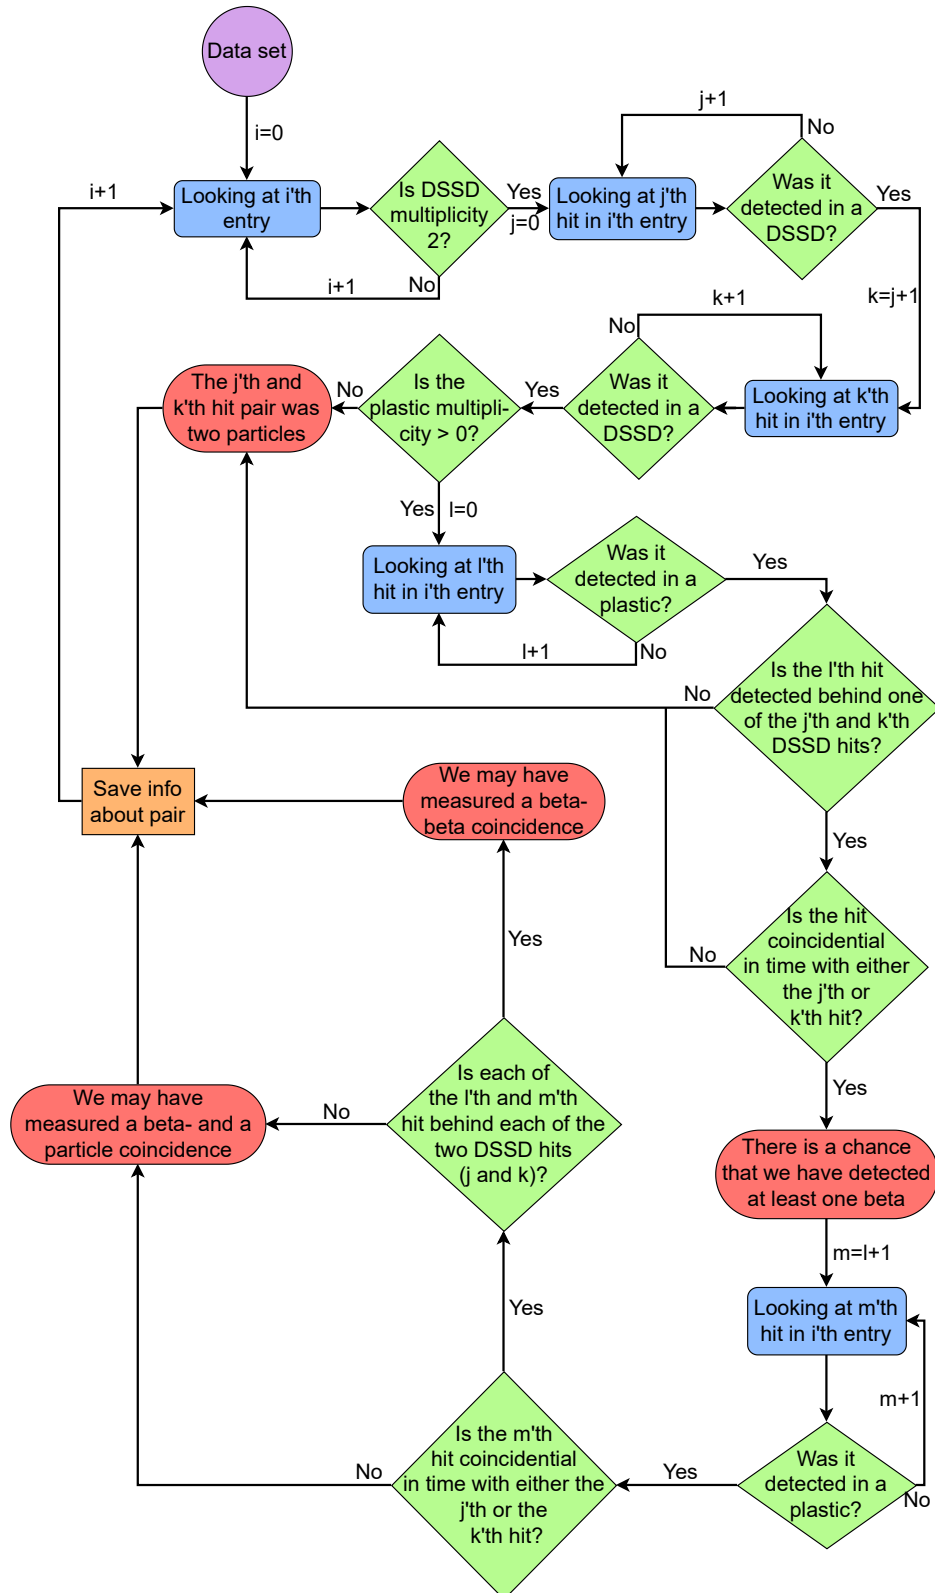 Data set
i=0
i+1
Looking at i'th
entry
i+1
Is DSSD
multiplicity
2?
No
Yes
j=0
Looking at j'th
hit in i'th entry
j+1
No
Was it
detected in a
DSSD?
Yes
k=j+1
Looking at k'th
hit in i'th entry
k+1
No
Was it
detected in a
DSSD?
Yes
Is the
plastic multipli-
city > 0?
No
The j'th and
k'th hit pair was
two particles
Yes
l=0
Looking at l'th
hit in i'th entry
l+1
Was it
detected in a
plastic?
No
Yes
Is the l'th hit
detected behind one
of the j'th and k'th
DSSD hits?
No
Yes
Save info
about pair
We may have
measured a beta-
beta coincidence
Is the hit
coincidential
in time with either
the j'th or
k'th hit?
No
Yes
Yes
Is each of
the l'th and m'th
hit behind each of the
two DSSD hits
(j and k)?
No
We may have
measured a beta- and a
particle coincidence
There is a chance
that we have detected
at least one beta
m=l+1
Looking at m'th
hit in i'th entry
m+1
Was it
detected in a
plastic?
No
Yes
Is the m'th
hit coincidential
in time with either the
j'th or the
k'th hit?
No
Yes